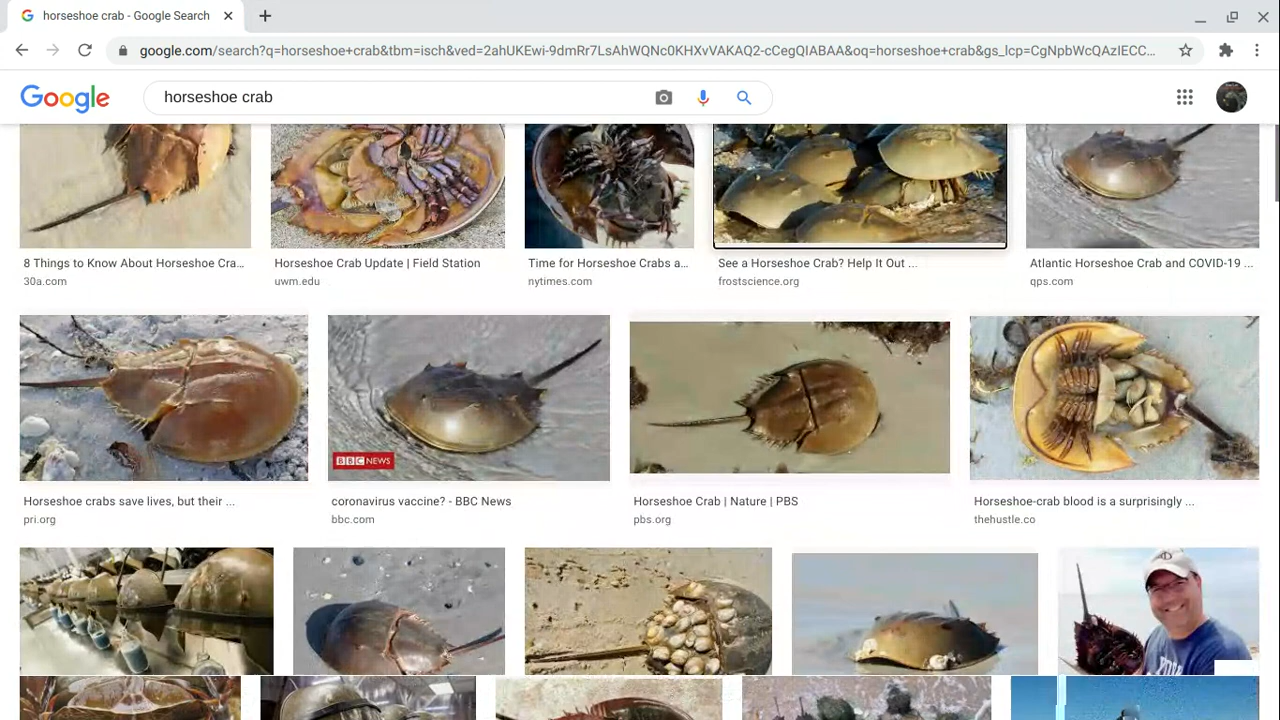 horseshoe crab - Google Search
google.com/search?q=horseshoe+crab&tbm=isch&ved=2ahUKEwi-9dmRr7LsAhWQNc0KHXvVAKAQ2-cCegQIABAA&oq=horseshoe+crab&gs_lcp=CgNpbWcQAzIECC...
Google
horseshoe crab
8 Things to Know About Horseshoe Cra...
30a.com
Horseshoe Crab Update | Field Station
uwm.edu
Time for Horseshoe Crabs a...
nytimes.com
See a Horseshoe Crab? Help It Out ...
frostscience.org
Atlantic Horseshoe Crab and COVID-19 ...
qps.com
Horseshoe crabs save lives, but their ...
pri.org
BBC NEWS
coronavirus vaccine? - BBC News
bbc.com
Horseshoe Crab | Nature | PBS
pbs.org
Horseshoe-crab blood is a surprisingly ...
thehustle.co